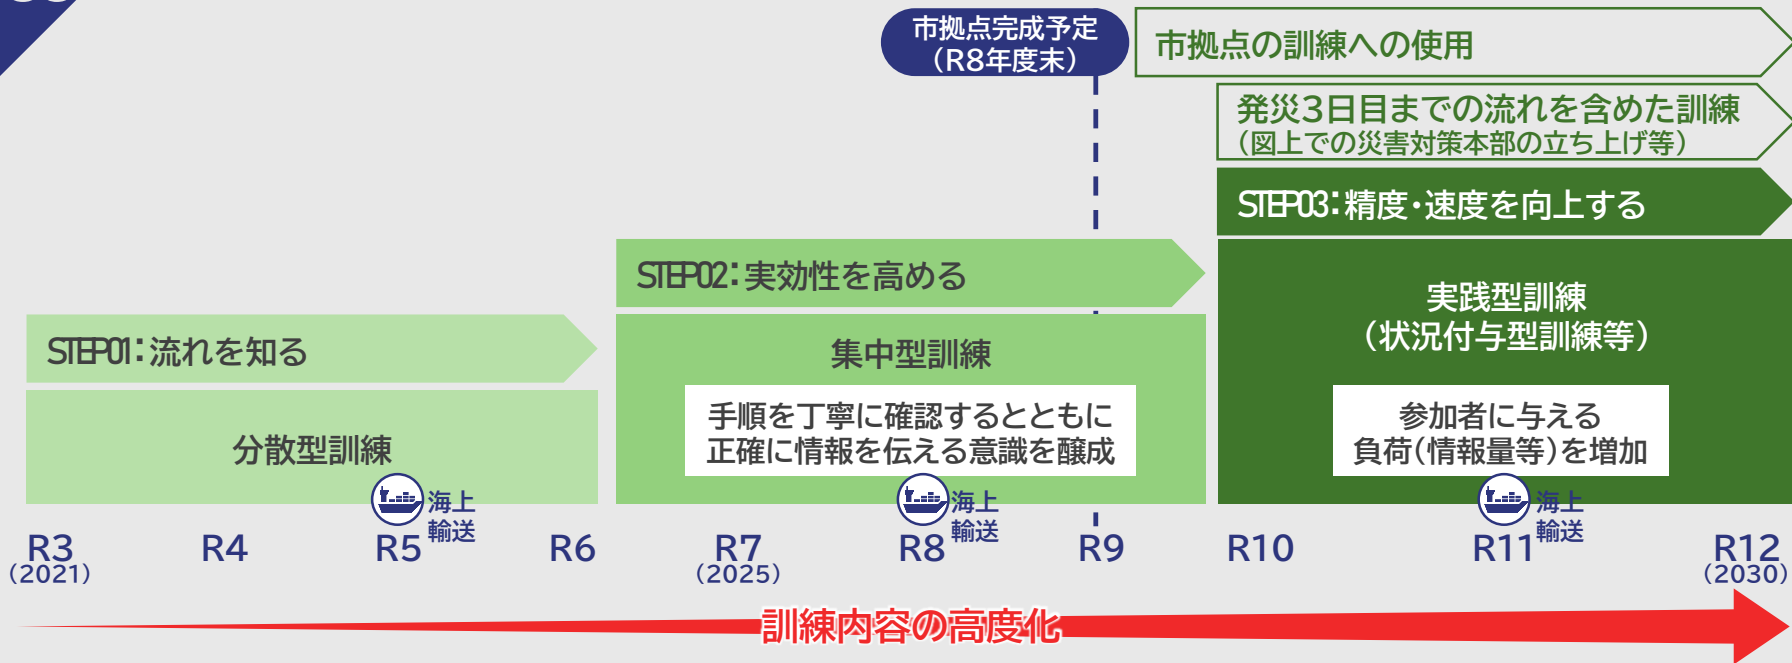 市拠点完成予定
（R8年度末）
市拠点の訓練への使用
発災3日目までの流れを含めた訓練
（図上での災害対策本部の立ち上げ等）
STEP03：精度・速度を向上する
実践型訓練
（状況付与型訓練等）
参加者に与える
負荷（情報量等）を増加
STEP02：実効性を高める
集中型訓練
手順を丁寧に確認するとともに
正確に情報を伝える意識を醸成
STEP01：流れを知る
分散型訓練
海上
輸送
海上
輸送
海上
輸送
R3
（2021）
R4
R5
R6
R7
（2025）
R8
R9
R10
R11
R12
（2030）
訓練内容の高度化